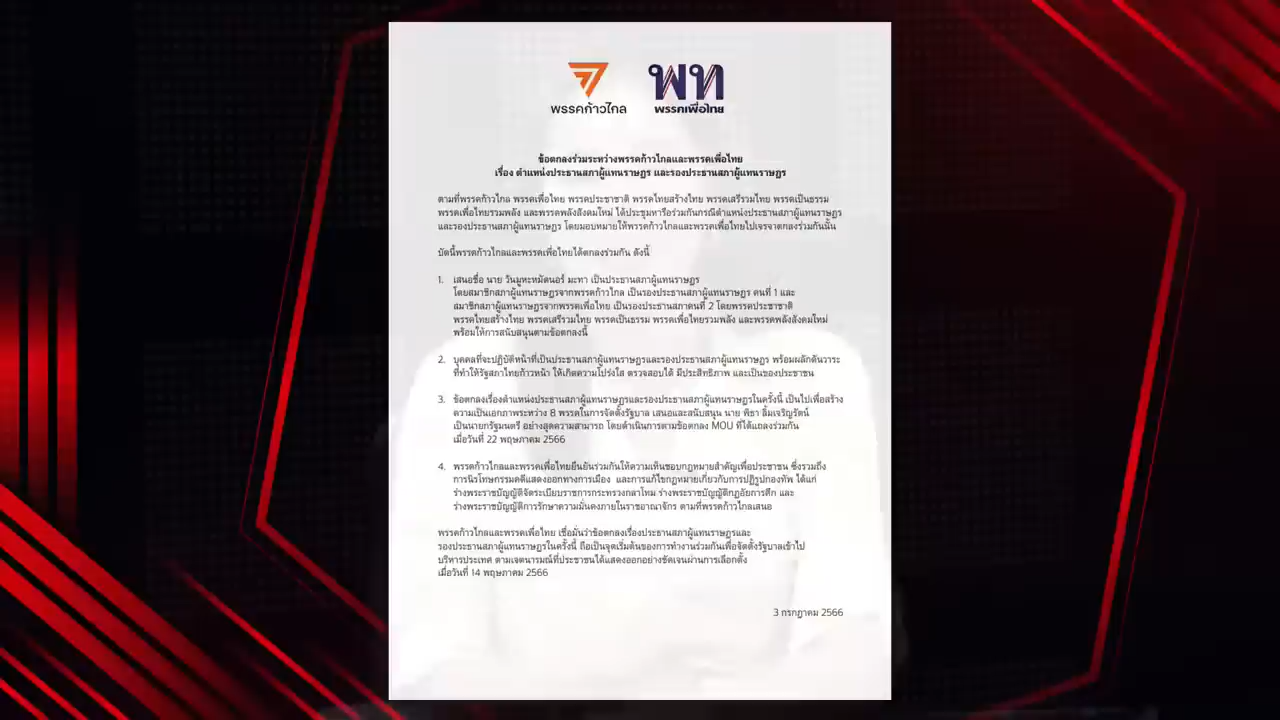 พรรคก้าวไกล
พท
พรรคเพื่อไทย
ข้อตกลงร่วมระหว่างพรรคก้าวไกลและพรรคเพื่อไทย
เรื่อง ตำแหน่งประธานสภาผู้แทนราษฎร และรองประธานสภาผู้แทนราษฎร
ตามที่พรรคก้าวไกล พรรคเพื่อไทย พรรคประชาชาติ พรรคไทยสร้างไทย พรรคเสรีรวมไทย พรรคเป็นธรรม
พรรคเพื่อไทยรวมพลัง และพรรคพลังสังคมใหม่ ได้ประชุมหารือร่วมกันกรณีตำแหน่งประธานสภาผู้แทนราษฎร
และรองประธานสภาผู้แทนราษฎร โดยมอบหมายให้พรรคก้าวไกลและพรรคเพื่อไทยไปเจรจาตกลงร่วมกันนั้น
บัดนี้พรรคก้าวไกลและพรรคเพื่อไทยได้ตกลงร่วมกัน ดังนี้
1. เสนอชื่อ นาย วันมูหะหมัดนอร์ มะทา เป็นประธานสภาผู้แทนราษฎร
โดยสมาชิกสภาผู้แทนราษฎรจากพรรคก้าวไกล เป็นรองประธานสภาผู้แทนราษฎร คนที่ 1 และ
สมาชิกสภาผู้แทนราษฎรจากพรรคเพื่อไทย เป็นรองประธานสภาคนที่ 2 โดยพรรคประชาชาติ
พรรคไทยสร้างไทย พรรคเสรีรวมไทย พรรคเป็นธรรม พรรคเพื่อไทยรวมพลัง และพรรคพลังสังคมใหม่
พร้อมให้การสนับสนุนตามข้อตกลงนี้
2. บุคคลที่จะปฏิบัติหน้าที่เป็นประธานสภาผู้แทนราษฎรและรองประธานสภาผู้แทนราษฎร พร้อมผลักดันวาระ
ที่ทำให้รัฐสภาไทยก้าวหน้า ให้เกิดความโปร่งใส ตรวจสอบได้ มีประสิทธิภาพ และเป็นของประชาชน
3. ข้อตกลงเรื่องตำแหน่งประธานสภาผู้แทนราษฎรและรองประธานสภาผู้แทนราษฎรในครั้งนี้ เป็นไปเพื่อสร้าง
ความเป็นเอกภาพระหว่าง 8 พรรคในการจัดตั้งรัฐบาล เสนอและสนับสนุน นาย พิธา ลิ้มเจริญรัตน์
เป็นนายกรัฐมนตรี อย่างสุดความสามารถ โดยดำเนินการตามข้อตกลง MOU ที่ได้แถลงร่วมกัน
เมื่อวันที่ 22 พฤษภาคม 2566
4. พรรคก้าวไกลและพรรคเพื่อไทยยืนยันร่วมกันให้ความเห็นชอบกฎหมายสำคัญเพื่อประชาชน ซึ่งรวมถึง
การนิรโทษกรรมคดีแสดงออกทางการเมือง และการแก้ไขกฎหมายเกี่ยวกับการปฏิรูปกองทัพ ได้แก่
ร่างพระราชบัญญัติจัดระเบียบราชการกระทรวงกลาโหม ร่างพระราชบัญญัติกฎอัยการศึก และ
ร่างพระราชบัญญัติการรักษาความมั่นคงภายในราชอาณาจักร ตามที่พรรคก้าวไกลเสนอ
พรรคก้าวไกลและพรรคเพื่อไทย เชื่อมั่นว่าข้อตกลงเรื่องประธานสภาผู้แทนราษฎรและ
รองประธานสภาผู้แทนราษฎรในครั้งนี้ ถือเป็นจุดเริ่มต้นของการทำงานร่วมกันเพื่อจัดตั้งรัฐบาลเข้าไป
บริหารประเทศ ตามเจตนารมณ์ที่ประชาชนได้แสดงออกอย่างชัดเจนผ่านการเลือกตั้ง
เมื่อวันที่ 14 พฤษภาคม 2566
3 กรกฎาคม 2566